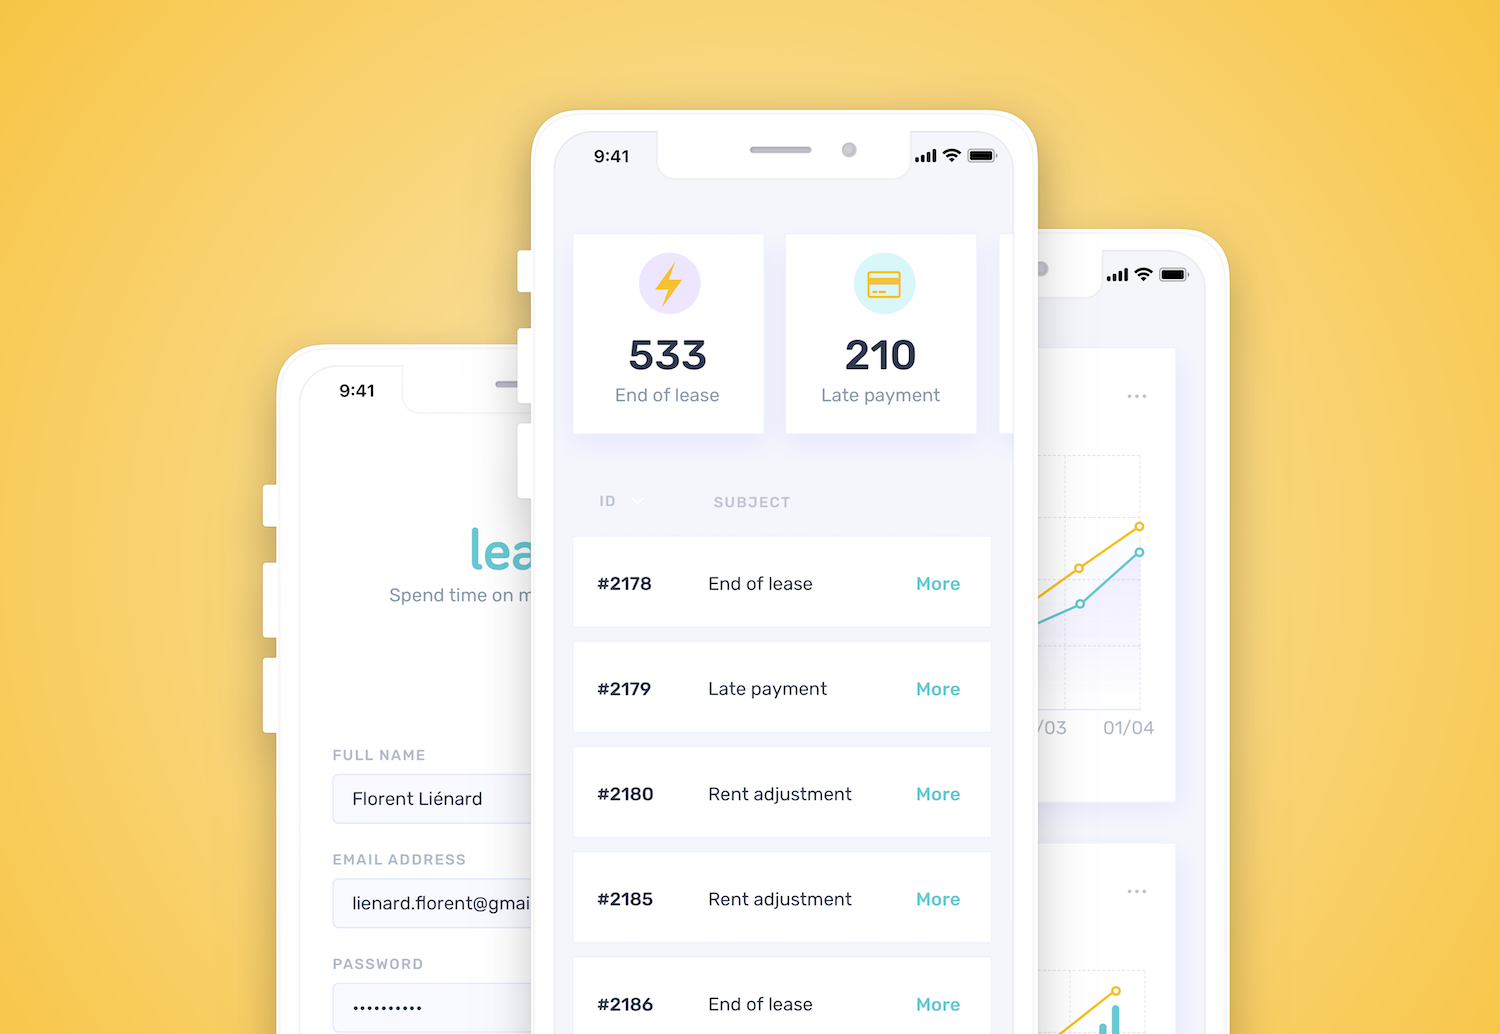 9:41
533
End of lease
210
Late payment
ID
SUBJECT
#2178 End of lease More
#2179 Late payment More
#2180 Rent adjustment More
#2185 Rent adjustment More
#2186 End of lease More
9:41
lea
Spend time on m
FULL NAME
Florent Liénard
EMAIL ADDRESS
lienard.florent@gmai
PASSWORD
••••••••••
/03 01/04